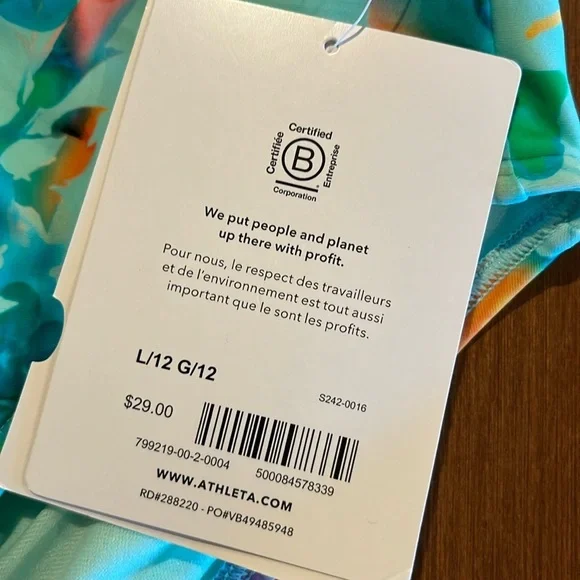 Certified
Certifiée
B
Entreprise
Corporation
We put people and planet
up there with profit.
Pour nous, le respect des travailleurs
et de l'environnement est tout aussi
important que le sont les profits.
L/12 G/12
S242-0016
$29.00
799219-00-2-0004 500084578339
WWW.ATHLETA.COM
RD#288220 - PO#VB49485948